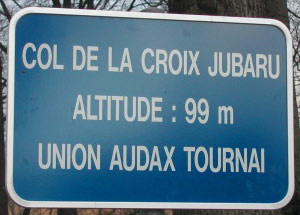 COL DE LA CROIX JUBARU
ALTITUDE : 99 m
UNION AUDAX TOURNAI